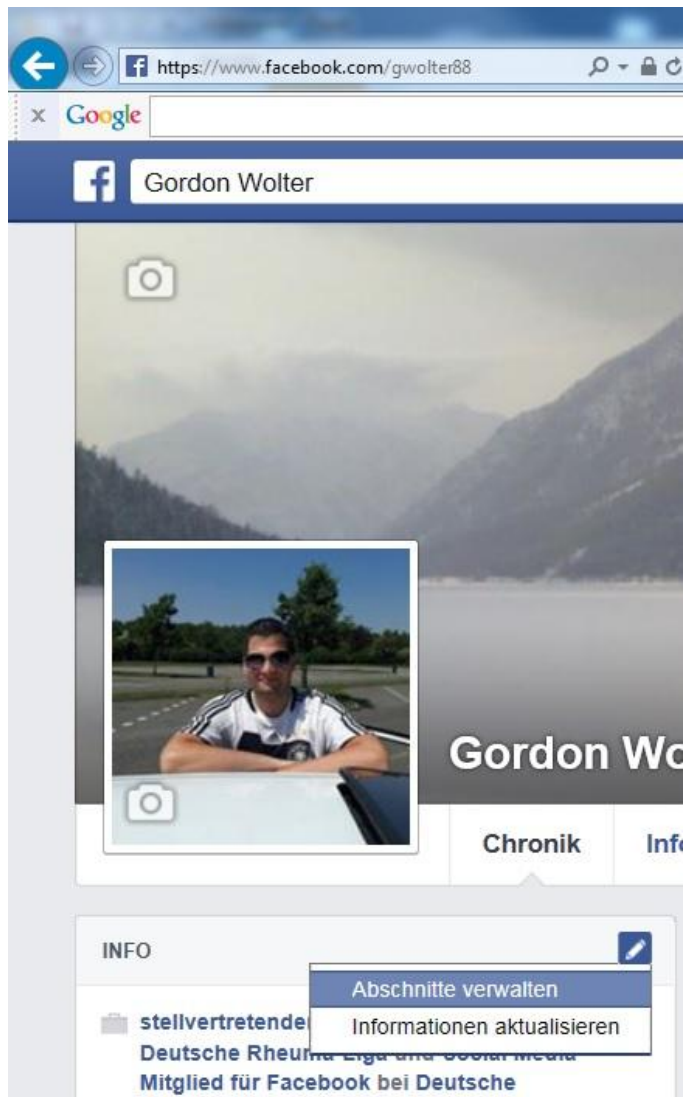 https://www.facebook.com/gwolter88
x Google
f Gordon Wolter
Gordon Wo
Chronik Info
INFO
Abschnitte verwalten
Informationen aktualisieren
stellvertretender
Deutsche Rheuma-Liga und Social Media
Mitglied für Facebook bei Deutsche